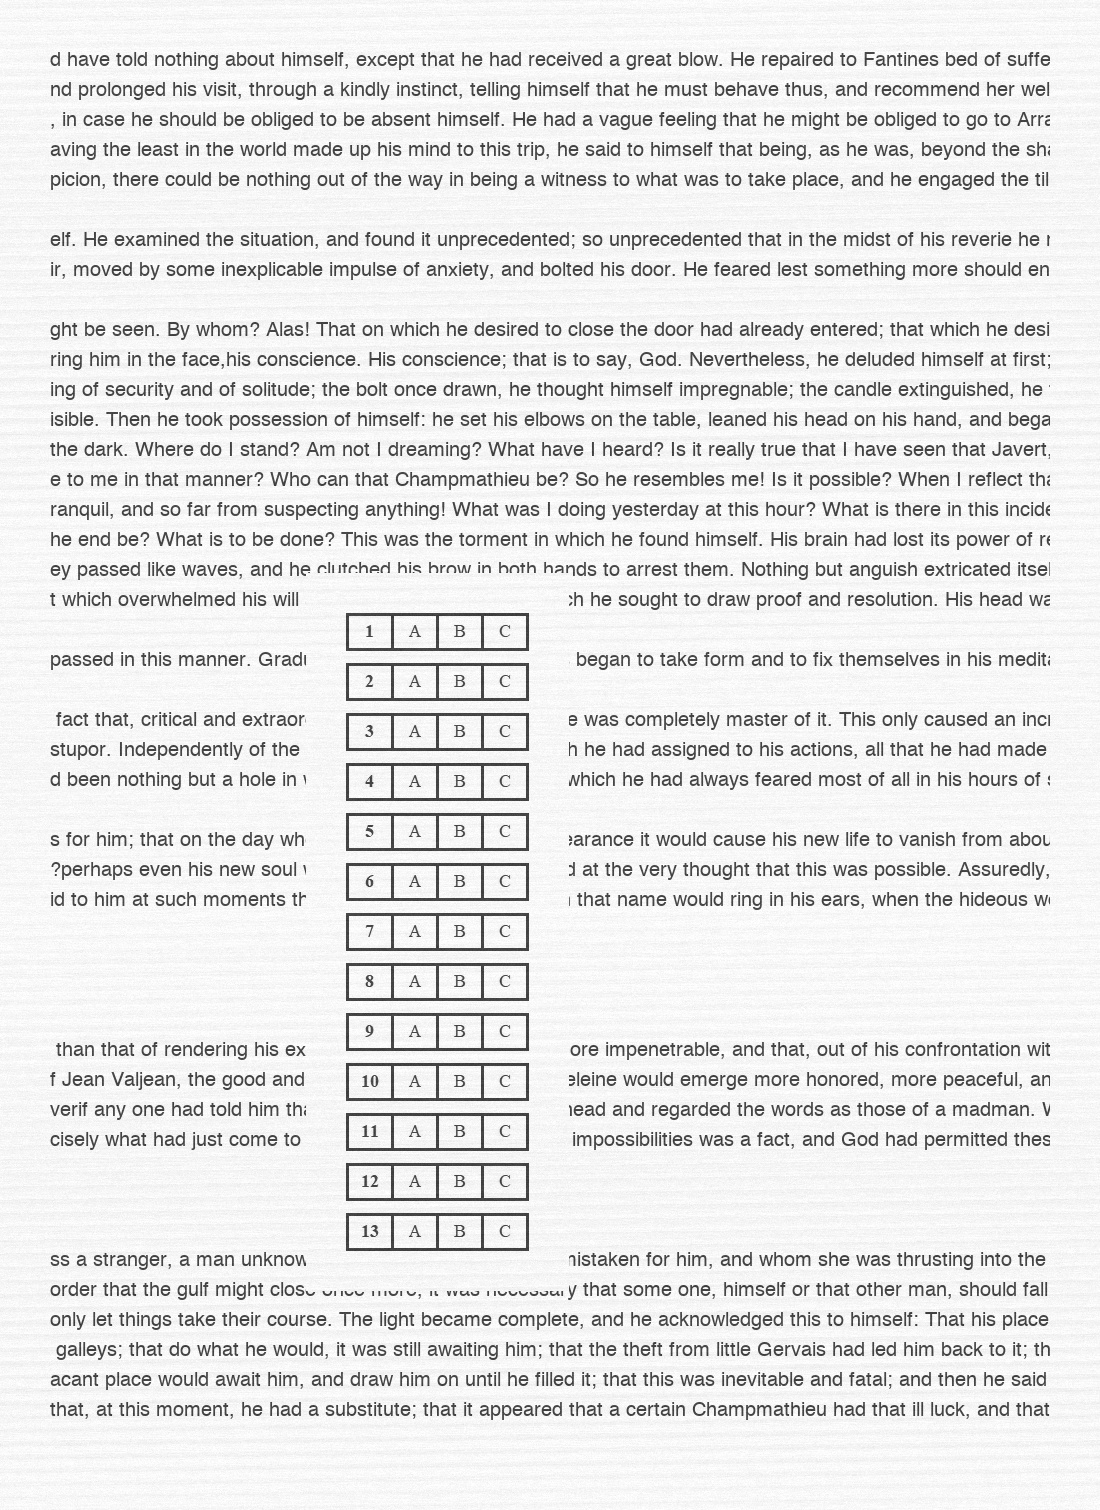 d have told nothing about himself, except that he had received a great blow. He repaired to Fantines bed of suffe
nd prolonged his visit, through a kindly instinct, telling himself that he must behave thus, and recommend her wel
, in case he should be obliged to be absent himself. He had a vague feeling that he might be obliged to go to Arra
aving the least in the world made up his mind to this trip, he said to himself that being, as he was, beyond the sha
picion, there could be nothing out of the way in being a witness to what was to take place, and he engaged the til
elf. He examined the situation, and found it unprecedented; so unprecedented that in the midst of his reverie he
ir, moved by some inexplicable impulse of anxiety, and bolted his door. He feared lest something more should en
ght be seen. By whom? Alas! That on which he desired to close the door had already entered; that which he desi
ring him in the face,his conscience. His conscience; that is to say, God. Nevertheless, he deluded himself at first;
ing of security and of solitude; the bolt once drawn, he thought himself impregnable; the candle extinguished, he
isible. Then he took possession of himself: he set his elbows on the table, leaned his head on his hand, and bega
the dark. Where do I stand? Am not I dreaming? What have I heard? Is it really true that I have seen that Javert,
e to me in that manner? Who can that Champmathieu be? So he resembles me! Is it possible? When I reflect tha
ranquil, and so far from suspecting anything! What was I doing yesterday at this hour? What is there in this incide
he end be? What is to be done? This was the torment in which he found himself. His brain had lost its power of re
ey passed like waves, and he clutched his brow in both hands to arrest them. Nothing but anguish extricated itsel
t which overwhelmed his will ch he sought to draw proof and resolution. His head wa
1 A B C
passed in this manner. Gradu began to take form and to fix themselves in his medita
2 A B C
fact that, critical and extraor e was completely master of it. This only caused an incr
3 A B C
stupor. Independently of the h he had assigned to his actions, all that he had made
d been nothing but a hole in which he had always feared most of all in his hours of
4 A B C
s for him; that on the day wh earance it would cause his new life to vanish from abou
5 A B C
?perhaps even his new soul d at the very thought that this was possible. Assuredly,
6 A B C
id to him at such moments th that name would ring in his ears, when the hideous w
7 A B C
8 A B C
9 A B C
than that of rendering his ex ore impenetrable, and that, out of his confrontation wit
f Jean Valjean, the good and eleine would emerge more honored, more peaceful, an
10 A B C
verif any one had told him tha head and regarded the words as those of a madman.
11 A B C
cisely what had just come to impossibilities was a fact, and God had permitted thes
12 A B C
13 A B C
ss a stranger, a man unknow mistaken for him, and whom she was thrusting into the
order that the gulf might close once more, it was necessary that some one, himself or that other man, should fall
only let things take their course. The light became complete, and he acknowledged this to himself: That his place
galleys; that do what he would, it was still awaiting him; that the theft from little Gervais had led him back to it; th
acant place would await him, and draw him on until he filled it; that this was inevitable and fatal; and then he said
that, at this moment, he had a substitute; that it appeared that a certain Champmathieu had that ill luck, and that